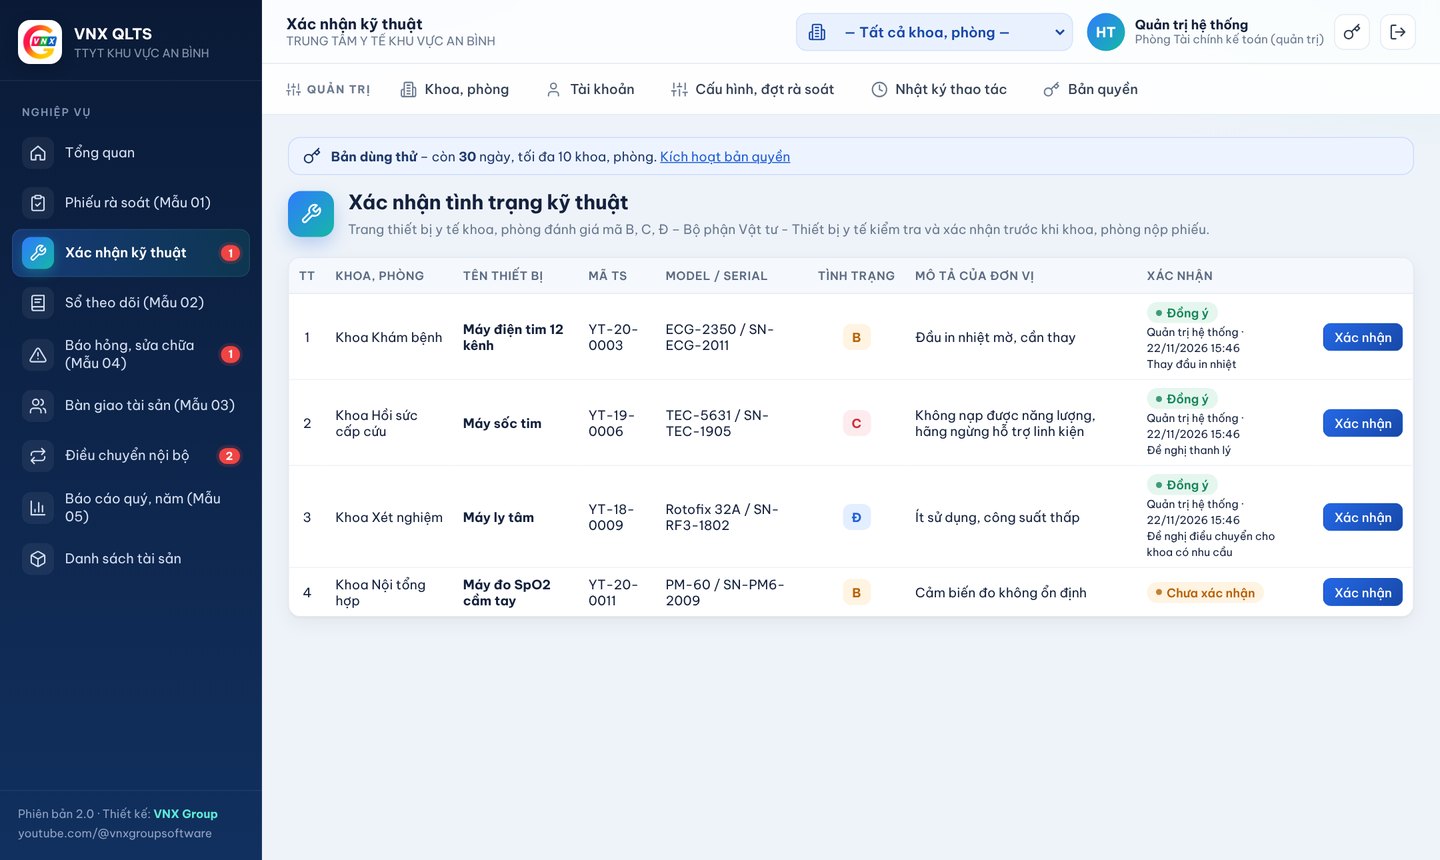 VNX
VNX QLTS
TTYT KHU VỰC AN BÌNH
NGHIỆP VỤ
Tổng quan
Phiếu rà soát (Mẫu 01)
Xác nhận kỹ thuật
1
Sổ theo dõi (Mẫu 02)
Báo hỏng, sửa chữa
(Mẫu 04)
1
Bàn giao tài sản (Mẫu 03)
Điều chuyển nội bộ
2
Báo cáo quý, năm (Mẫu
05)
Danh sách tài sản
Phiên bản 2.0 · Thiết kế: VNX Group
youtube.com/@vnxgroupsoftware
Xác nhận kỹ thuật
TRUNG TÂM Y TẾ KHU VỰC AN BÌNH
— Tất cả khoa, phòng —
HT
Quản trị hệ thống
Phòng Tài chính kế toán (quản trị)
QUẢN TRỊ
Khoa, phòng
Tài khoản
Cấu hình, đợt rà soát
Nhật ký thao tác
Bản quyền
Bản dùng thử – còn 30 ngày, tối đa 10 khoa, phòng. Kích hoạt bản quyền
Xác nhận tình trạng kỹ thuật
Trang thiết bị y tế khoa, phòng đánh giá mã B, C, Đ – Bộ phận Vật tư - Thiết bị y tế kiểm tra và xác nhận trước khi khoa, phòng nộp phiếu.
TT KHOA, PHÒNG TÊN THIẾT BỊ MÃ TS MODEL / SERIAL TÌNH TRẠNG MÔ TẢ CỦA ĐƠN VỊ XÁC NHẬN
1
Khoa Khám bệnh
Máy điện tim 12
kênh
YT-20-
0003
ECG-2350 / SN-
ECG-2011
B
Đầu in nhiệt mờ, cần thay
Đồng ý
Quản trị hệ thống ·
22/11/2026 15:46
Thay đầu in nhiệt
Xác nhận
2
Khoa Hồi sức
cấp cứu
Máy sốc tim
YT-19-
0006
TEC-5631 / SN-
TEC-1905
C
Không nạp được năng lượng,
hãng ngừng hỗ trợ linh kiện
Đồng ý
Quản trị hệ thống ·
22/11/2026 15:46
Đề nghị thanh lý
Xác nhận
3
Khoa Xét nghiệm
Máy ly tâm
YT-18-
0009
Rotofix 32A / SN-
RF3-1802
Đ
Ít sử dụng, công suất thấp
Đồng ý
Quản trị hệ thống ·
22/11/2026 15:46
Đề nghị điều chuyển cho
khoa có nhu cầu
Xác nhận
4
Khoa Nội tổng
hợp
Máy đo SpO2
cầm tay
YT-20-
0011
PM-60 / SN-PM6-
2009
B
Cảm biến đo không ổn định
Chưa xác nhận
Xác nhận